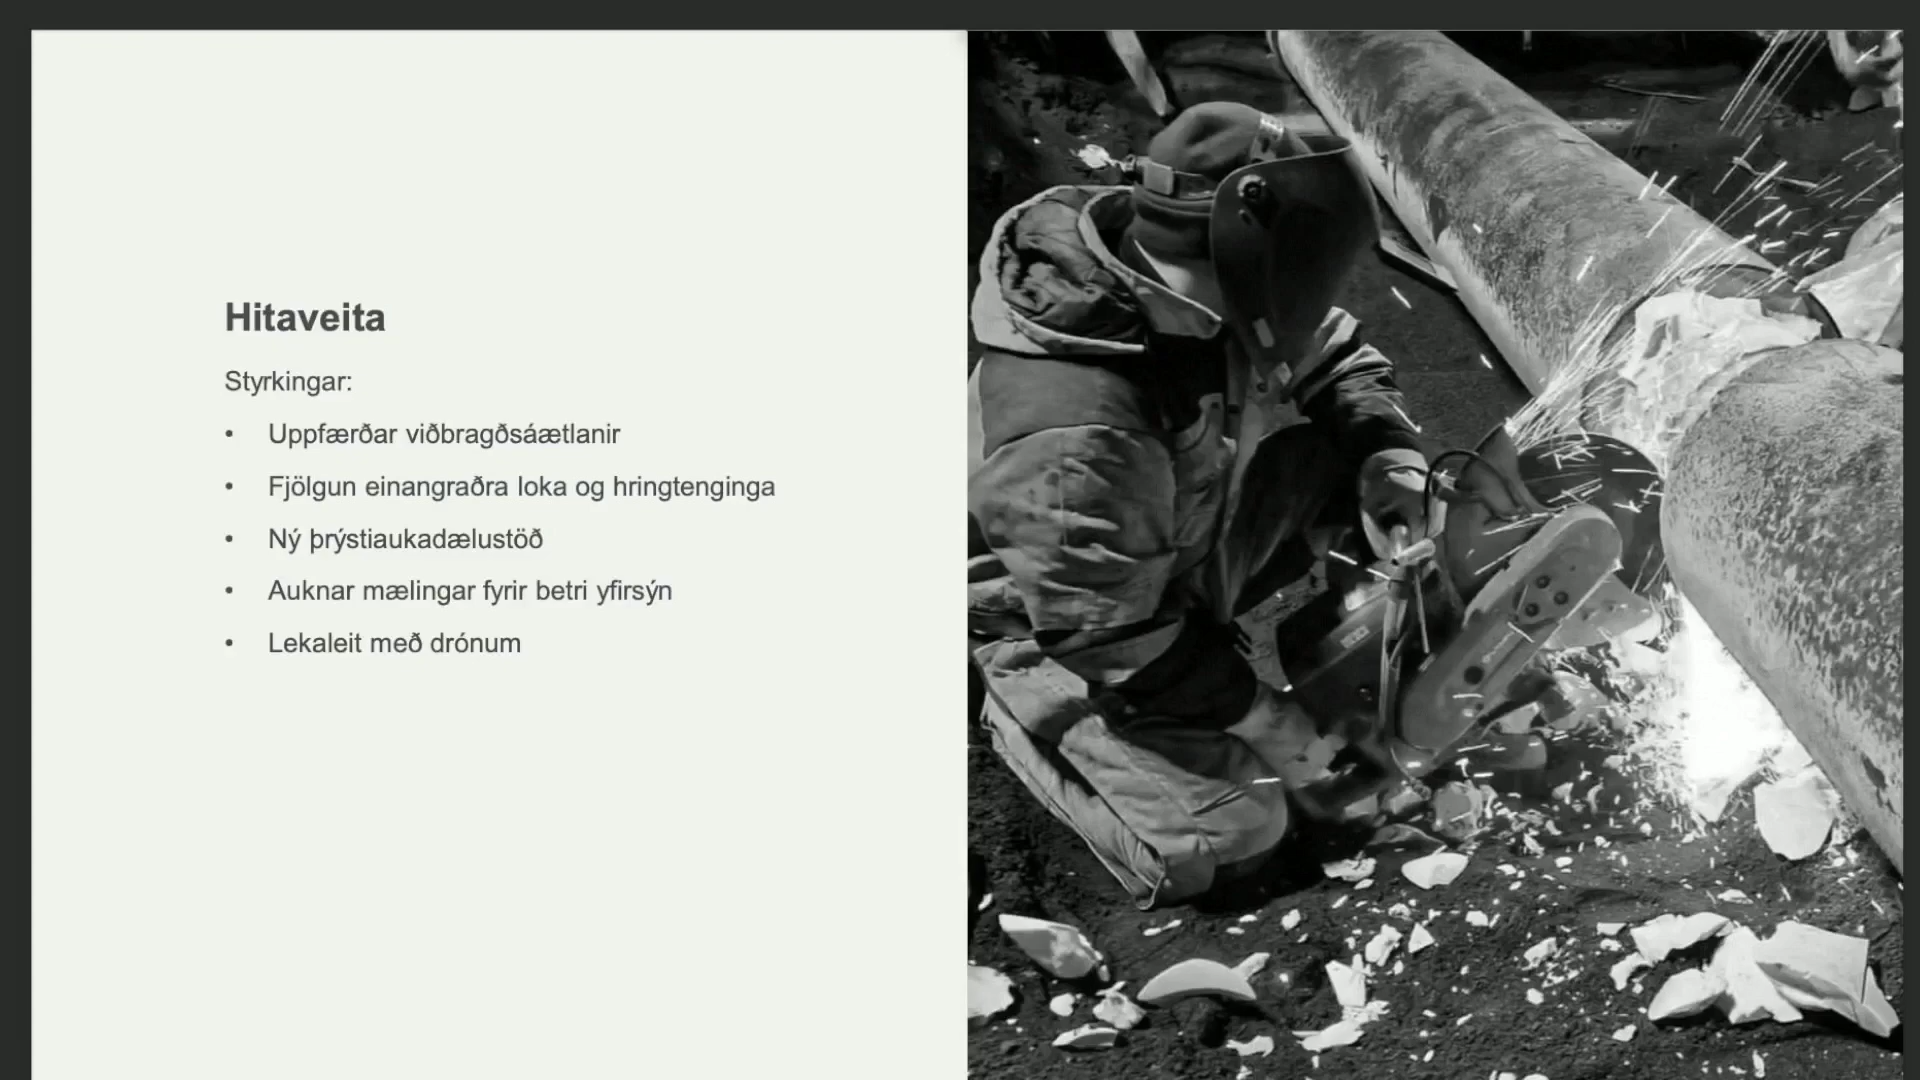 Hitaveita
Styrkingar:
• Uppfærðar viðbragðsáætlanir
• Fjölgun einangraðra loka og hringtenginga
• Ný þrýstiaukadælustöð
• Auknar mælingar fyrir betri yfirsýn
• Lekaleit með drónum